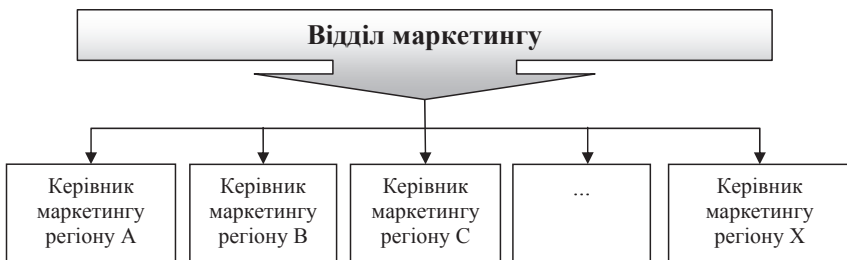 Відділ маркетингу
Керівник
маркетингу
регіону А
Керівник
маркетингу
регіону В
Керівник
маркетингу
регіону С
...
Керівник
маркетингу
регіону Х